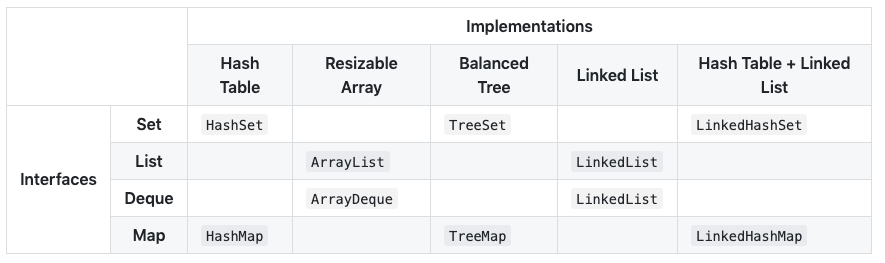 Implementations
Hash Table
Resizable Array
Balanced Tree
Linked List
Hash Table + Linked List
Interfaces
Set HashSet TreeSet LinkedHashSet
List ArrayList LinkedList
Deque ArrayDeque LinkedList
Map HashMap TreeMap LinkedHashMap